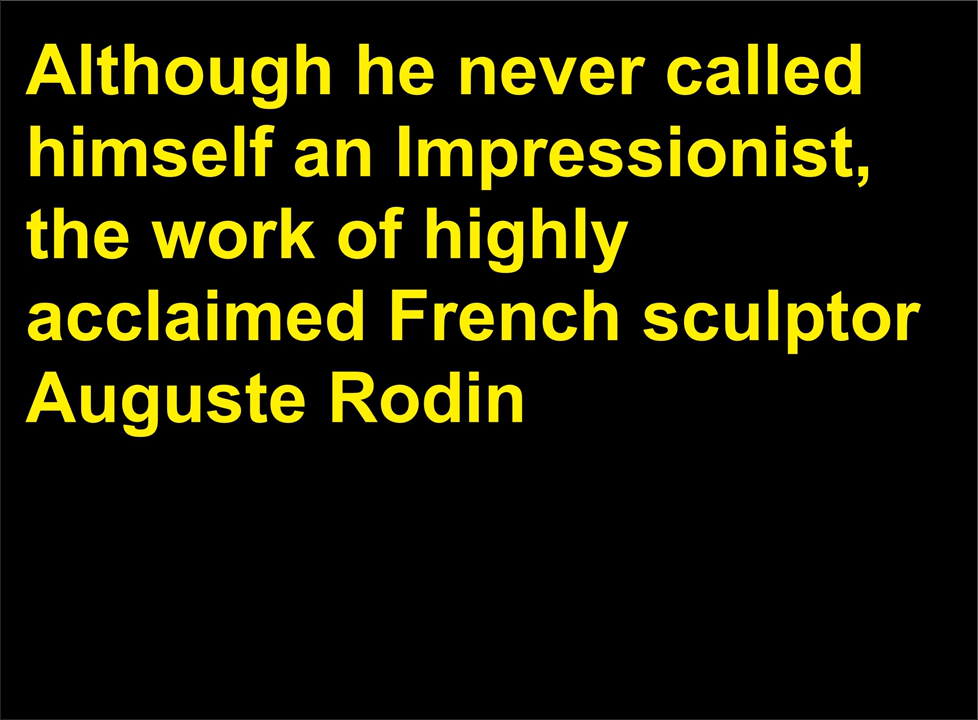 Although he never called
himself an Impressionist,
the work of highly
acclaimed French sculptor
Auguste Rodin